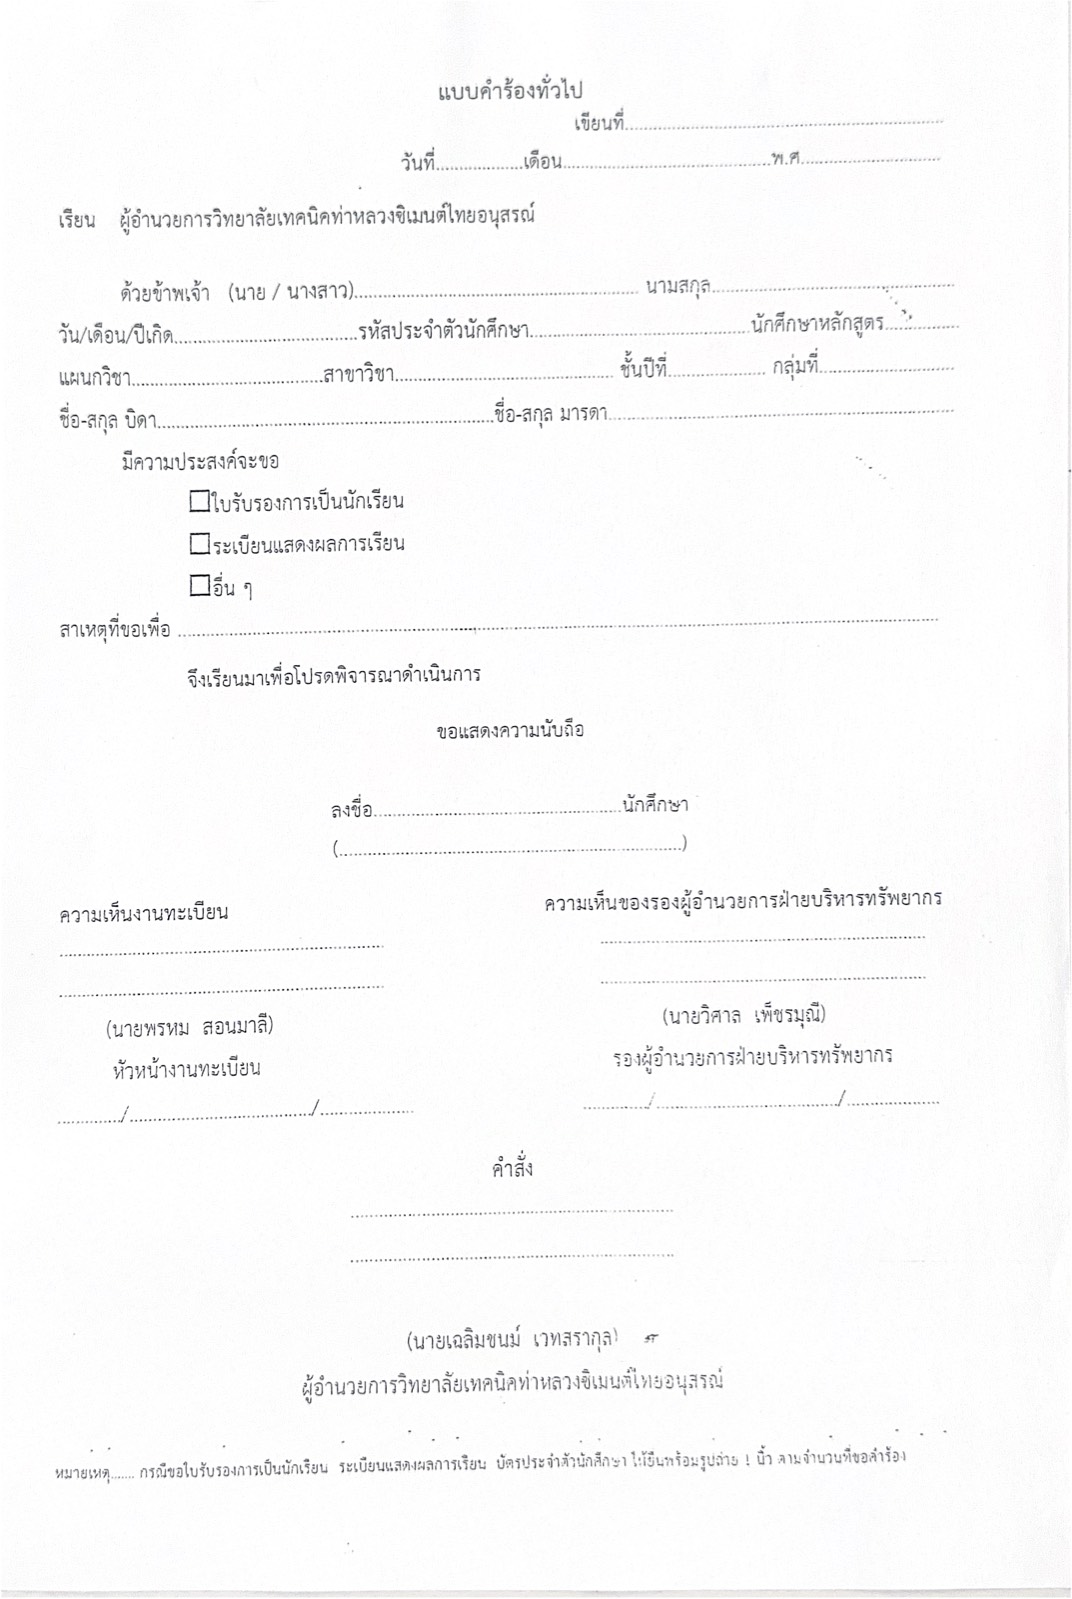 แบบคำร้องทั่วไป
เขียนที่....................
วันที่..........เดือน....................พ.ศ....................
เรียน ผู้อำนวยการวิทยาลัยเทคนิคท่าหลวงซิเมนต์ไทยอนุสรณ์
ด้วยข้าพเจ้า (นาย / นางสาว).............................. นามสกุล..............................
วัน/เดือน/ปีเกิด....................รหัสประจำตัวนักศึกษา....................นักศึกษาหลักสูตร..........
แผนกวิชา....................สาขาวิชา.................... ชั้นปีที่.......... กลุ่มที่..........
ชื่อ-สกุล บิดา..............................ชื่อ-สกุล มารดา..............................
มีความประสงค์จะขอ
☐ใบรับรองการเป็นนักเรียน
☐ระเบียนแสดงผลการเรียน
☐อื่น ๆ
สาเหตุที่ขอเพื่อ ..................................................
จึงเรียนมาเพื่อโปรดพิจารณาดำเนินการ
ขอแสดงความนับถือ
ลงชื่อ..............................นักศึกษา
(..............................)
ความเห็นงานทะเบียน ความเห็นของรองผู้อำนวยการฝ่ายบริหารทรัพยากร
.............................. ..............................
.............................. ..............................
(นายพรหม สอนมาลี) (นายวิศาล เพ็ชรมุณี)
หัวหน้างานทะเบียน รองผู้อำนวยการฝ่ายบริหารทรัพยากร
........../..................../.......... ........../..................../..........
คำสั่ง
..............................
..............................
(นายเฉลิมชนม์ เวทสรากุล)
ผู้อำนวยการวิทยาลัยเทคนิคท่าหลวงซิเมนต์ไทยอนุสรณ์
หมายเหตุ....... กรณีขอใบรับรองการเป็นนักเรียน ระเบียนแสดงผลการเรียน บัตรประจำตัวนักศึกษา ให้ยื่นพร้อมรูปถ่าย นิ้ว ตามจำนวนที่ขอคำร้อง